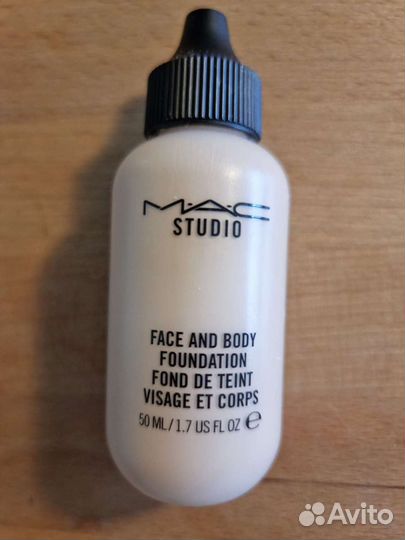 M·A·C
STUDIO
FACE AND BODY
FOUNDATION
FOND DE TEINT
VISAGE ET CORPS
50 ML / 1.7 US FL OZ ℮
Avito